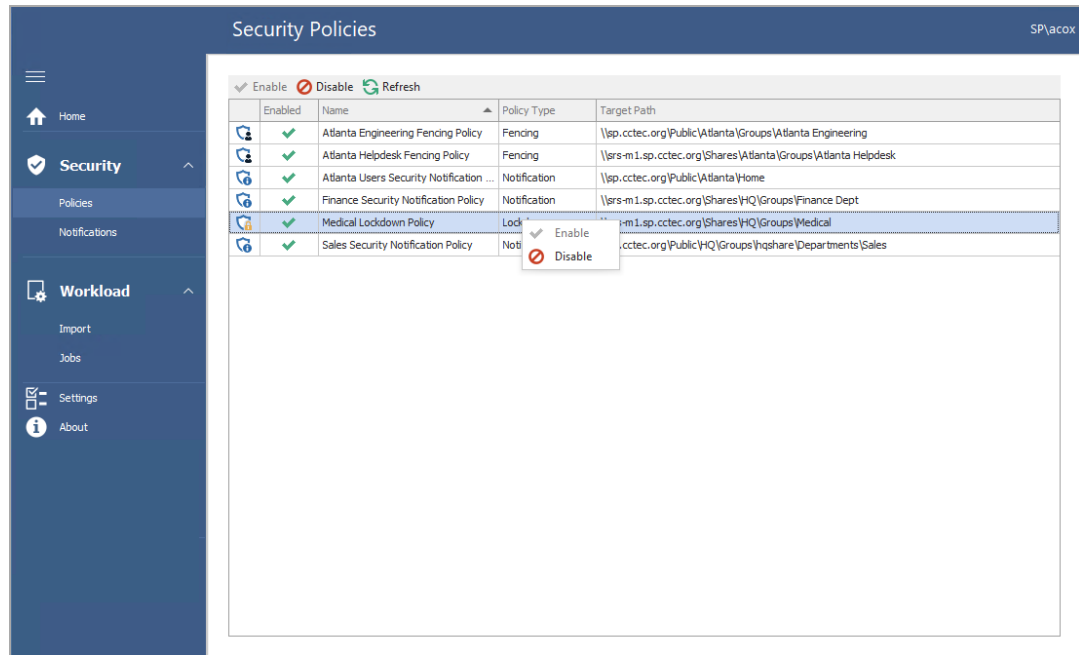 Security Policies
SP\acox
Home
Security
Policies
Notifications
Workload
Import
Jobs
Settings
About
Enable Disable Refresh
Enabled Name Policy Type Target Path
Atlanta Engineering Fencing Policy Fencing \\sp.cctec.org\Public\Atlanta\Groups\Atlanta Engineering
Atlanta Helpdesk Fencing Policy Fencing \\srs-m1.sp.cctec.org\Shares\Atlanta\Groups\Atlanta Helpdesk
Atlanta Users Security Notification ... Notification \\sp.cctec.org\Public\Atlanta\Home
Finance Security Notification Policy Notification \\srs-m1.sp.cctec.org\Shares\HQ\Groups\Finance Dept
Medical Lockdown Policy Lock s-m1.sp.cctec.org\Shares\HQ\Groups\Medical
Sales Security Notification Policy Noti .cctec.org\Public\HQ\Groups\hqshare\Departments\Sales
Enable
Disable